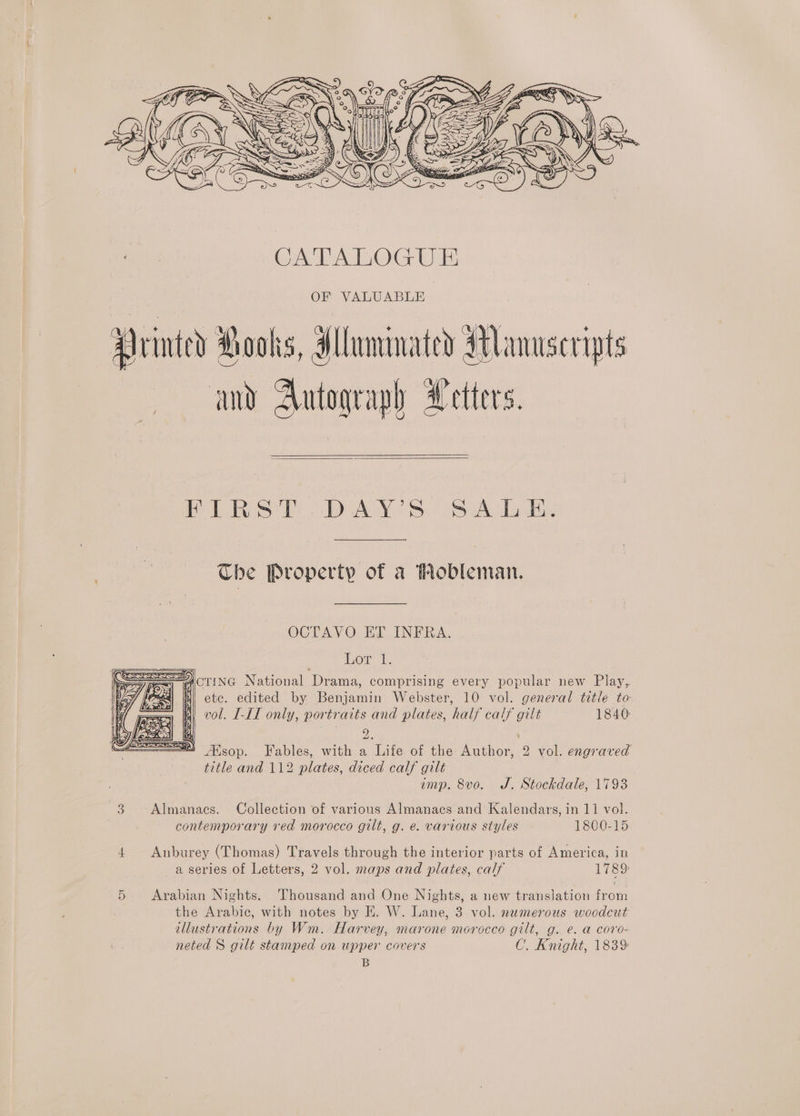 CATALOGUE
OF VALUABLE
Printed Books, Illuminated Manuscripts
and Autograph Letters.
FIRST DAY'S SALE.
The Property of a Nobleman.
OCTAVO ET INFRA.
LOT 1.
ACTING National Drama, comprising every popular new Play,
etc. edited by Benjamin Webster, 10 vol. general title to
vol. I-II only, portraits and plates, half calf gilt 1840
2.
Æsop. Fables, with a Life of the Author, 2 vol. engraved
title and 112 plates, diced calf gilt
imp. 8vo. J. Stockdale, 1793
3 Almanacs. Collection of various Almanacs and Kalendars, in 11 vol.
contemporary red morocco gilt, g. e. various styles 1800-15
4 Anburey (Thomas) Travels through the interior parts of America, in
a series of Letters, 2 vol. maps and plates, calf 1789
5 Arabian Nights. Thousand and One Nights, a new translation from
the Arabic, with notes by E. W. Lane, 3 vol. numerous woodcut
illustrations by Wm. Harvey, marone morocco gilt, g. e. a coro-
neted S gilt stamped on upper covers C. Knight, 1839
B